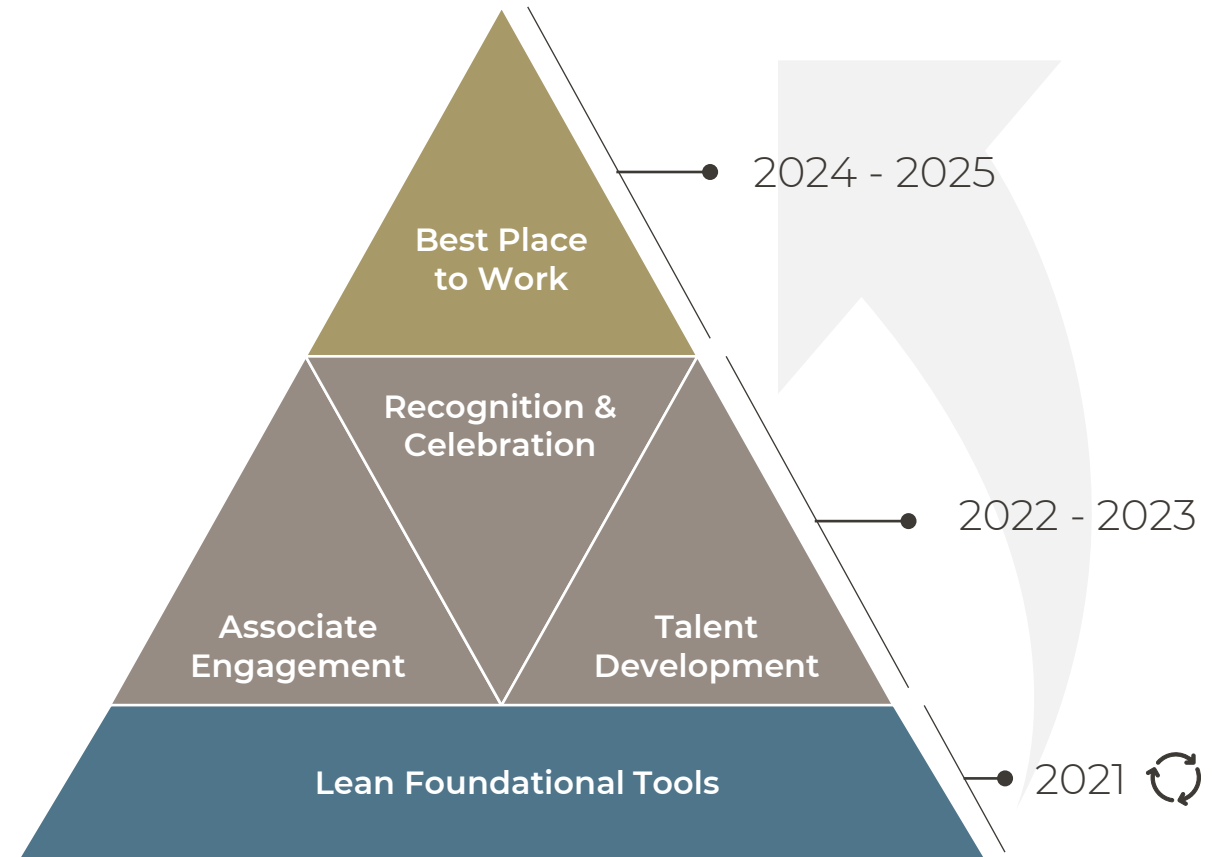 2024 - 2025
Best Place
to Work
Recognition &
Celebration
2022 - 2023
Associate
Engagement
Talent
Development
Lean Foundational Tools
2021